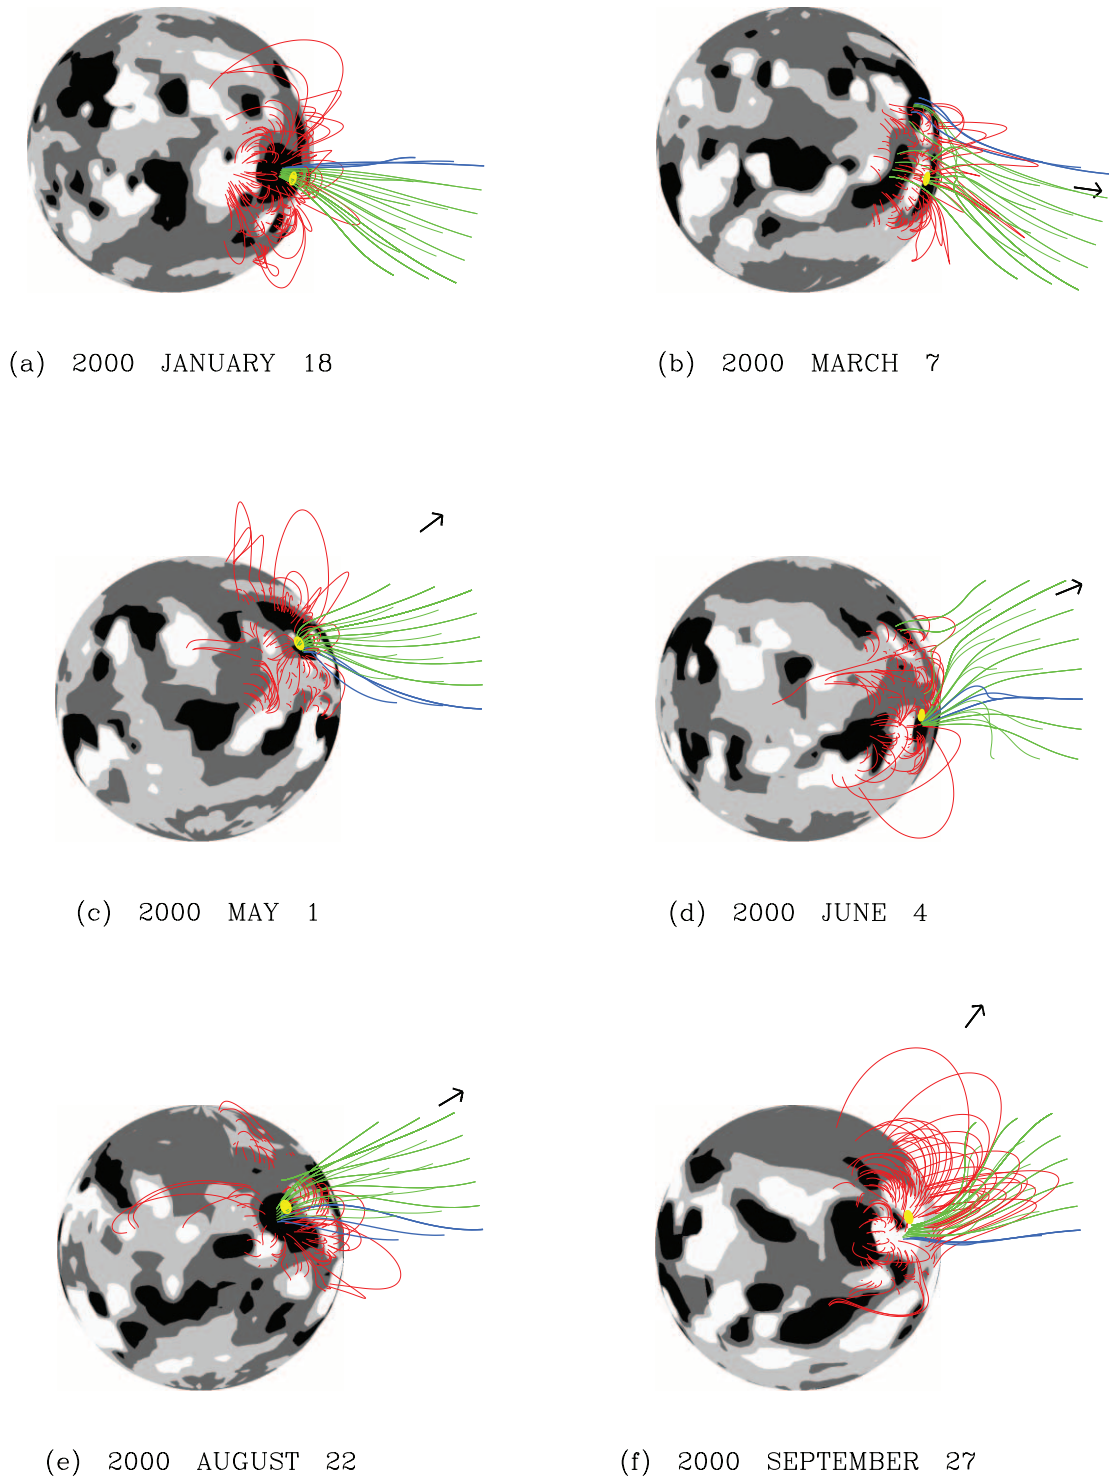 (a) 2000 JANUARY 18
(b) 2000 MARCH 7
(c) 2000 MAY 1
(d) 2000 JUNE 4
(e) 2000 AUGUST 22
(f) 2000 SEPTEMBER 27